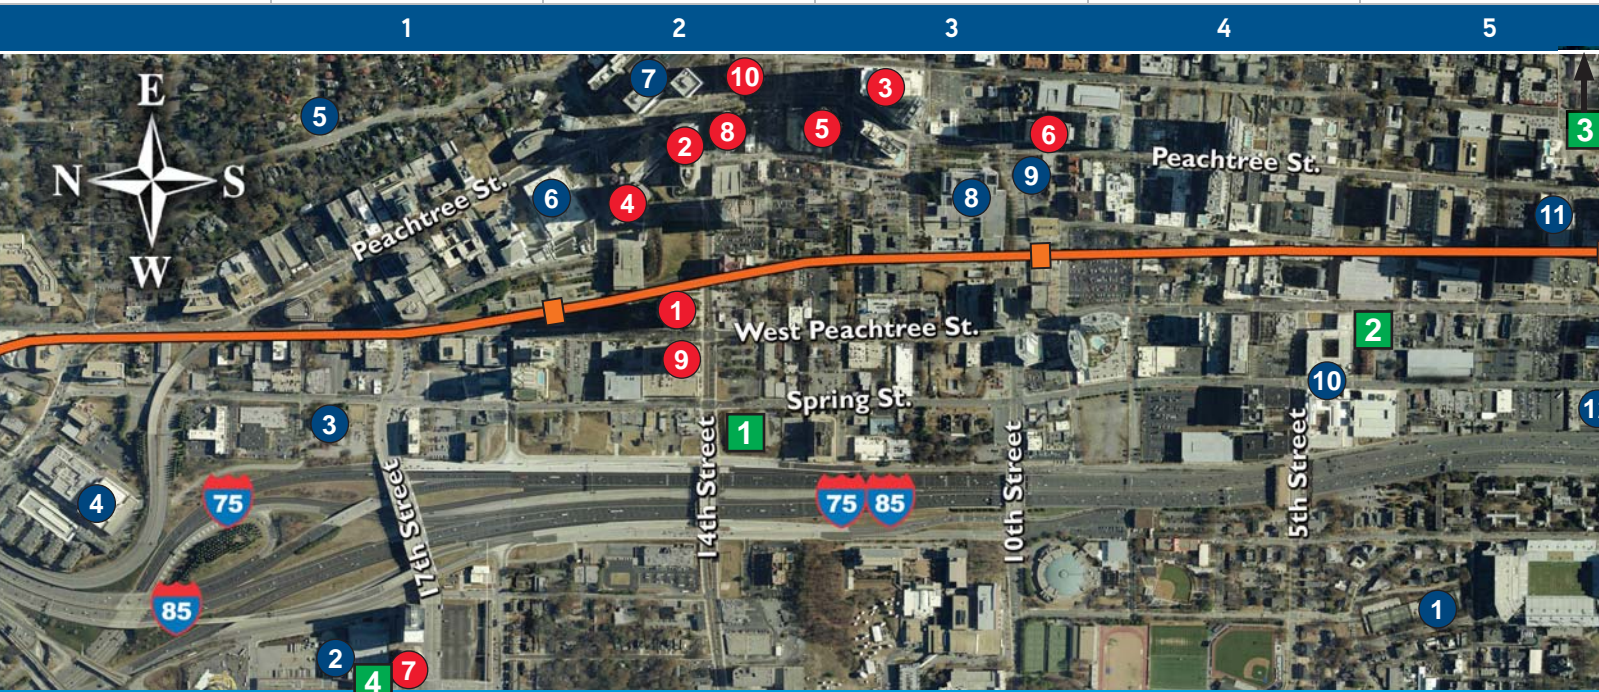 1 2 3 4 5
E
N S
W
5
7 10 3
2 8 5 6
3
Peachtree St.
Peachtree St.
6 4 8 9
11
1
West Peachtree St.
2
9
10
Spring St.
3
1
4
75
75 85
17th Street
14th Street
10th Street
5th Street
85
1
2
4
7